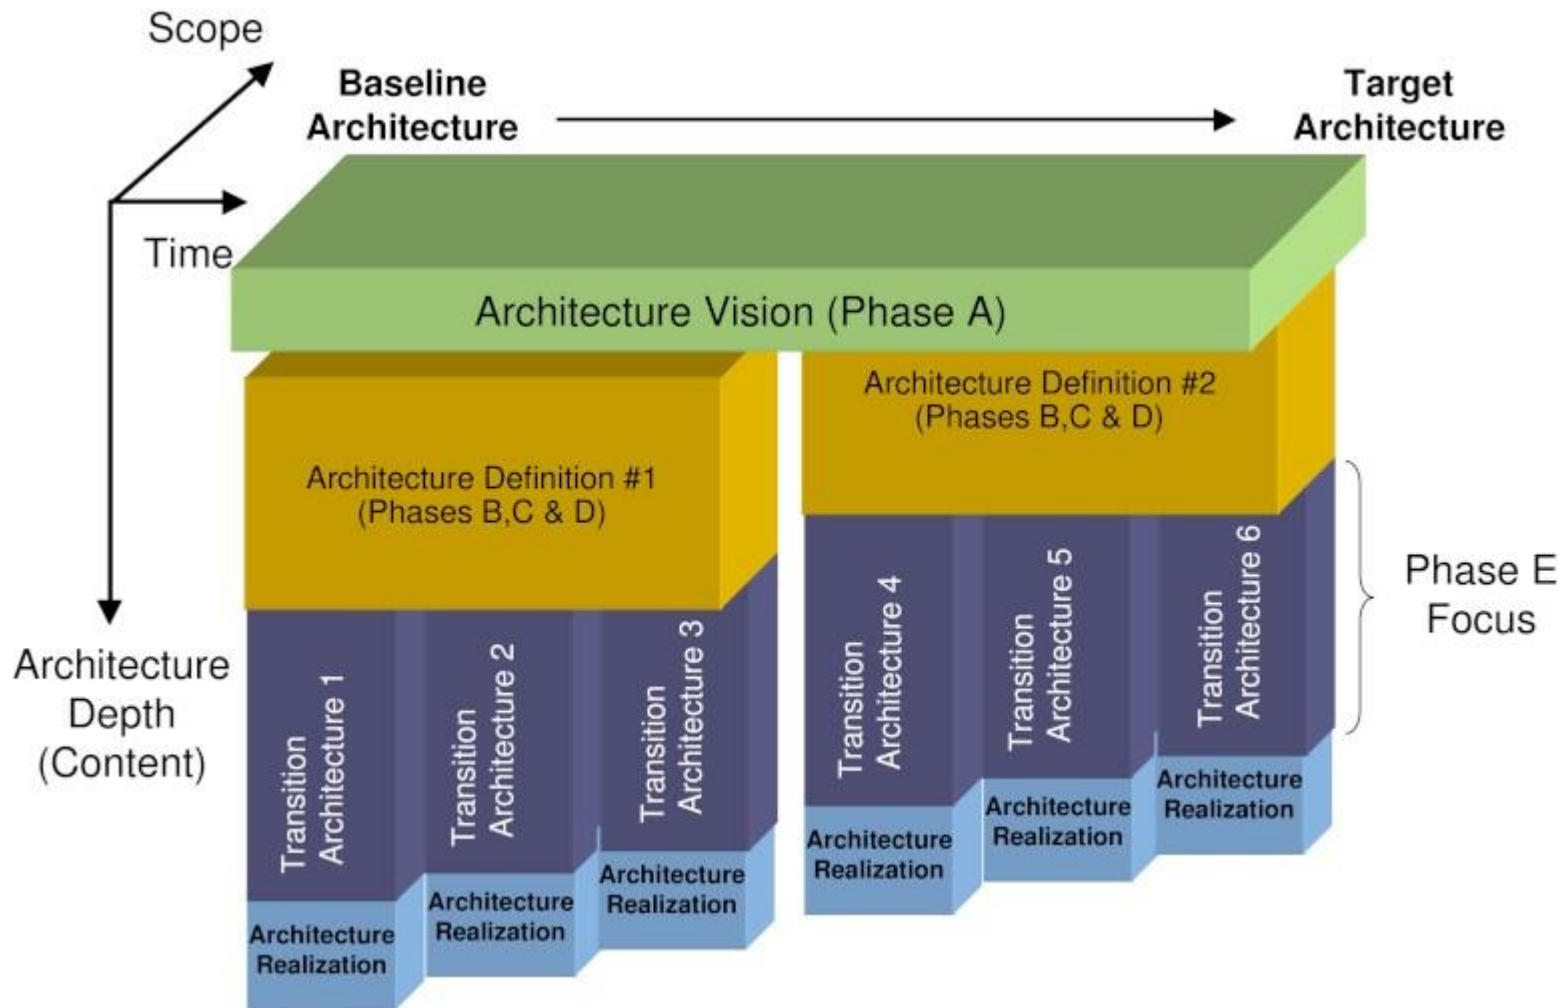 Scope
Baseline
Architecture
Target
Architecture
Time
Architecture Vision (Phase A)
Architecture Definition #1
(Phases B,C & D)
Architecture Definition #2
(Phases B,C & D)
Architecture
Depth
(Content)
Transition
Architecture 1
Transition
Architecture 2
Transition
Architecture 3
Transition
Architecture 4
Transition
Architecture 5
Transition
Architecture 6
Phase E
Focus
Architecture
Realization
Architecture
Realization
Architecture
Realization
Architecture
Realization
Architecture
Realization
Architecture
Realization